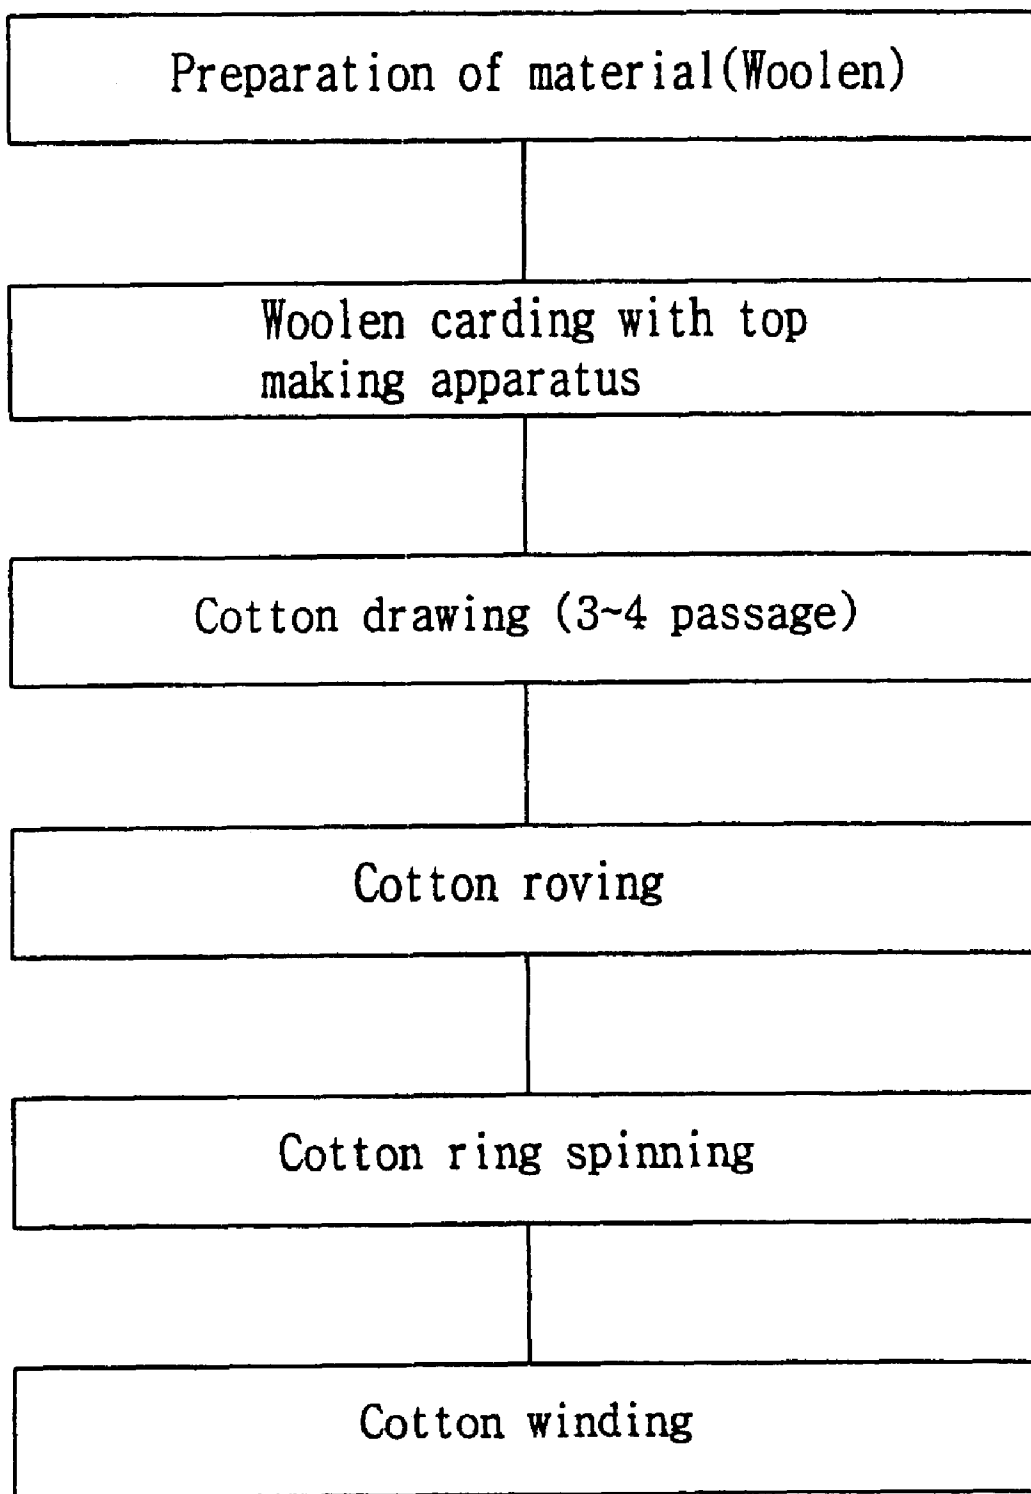 Preparation of material(Woolen)
Woolen carding with top
making apparatus
Cotton drawing (3~4 passage)
Cotton roving
Cotton ring spinning
Cotton winding